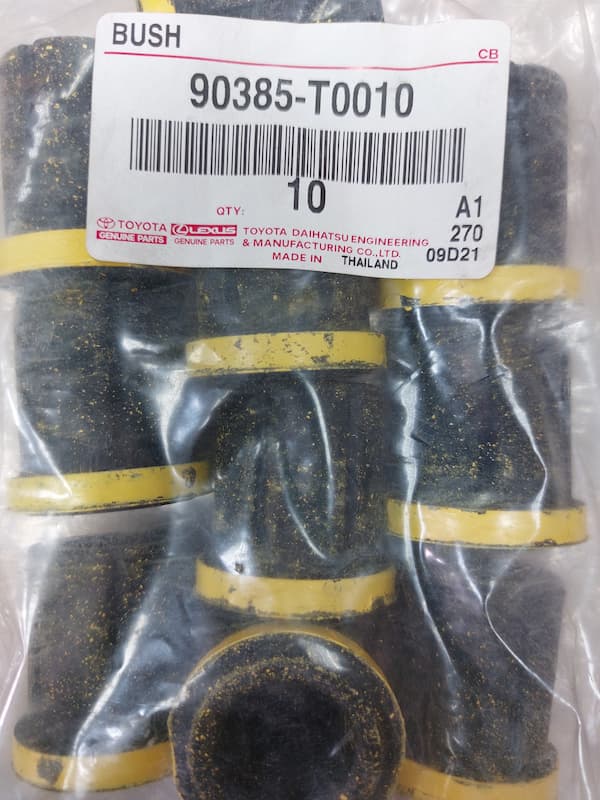 BUSH
CB
90385-T0010
QTY: 10
A1
TOYOTA LEXUS TOYOTA DAIHATSU ENGINEERING 270
GENUINE PARTS GENUINE PARTS & MANUFACTURING CO.,LTD. 09D21
MADE IN THAILAND